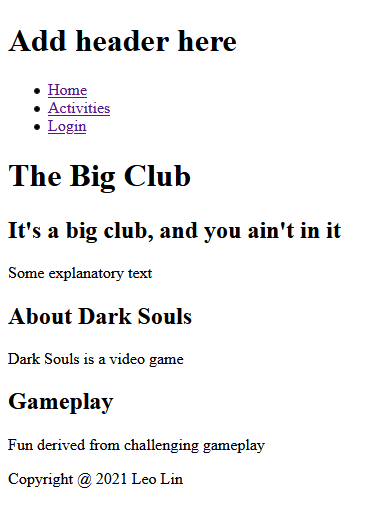 Add header here
Home
Activities
Login
The Big Club
It's a big club, and you ain't in it
Some explanatory text
About Dark Souls
Dark Souls is a video game
Gameplay
Fun derived from challenging gameplay
Copyright @ 2021 Leo Lin